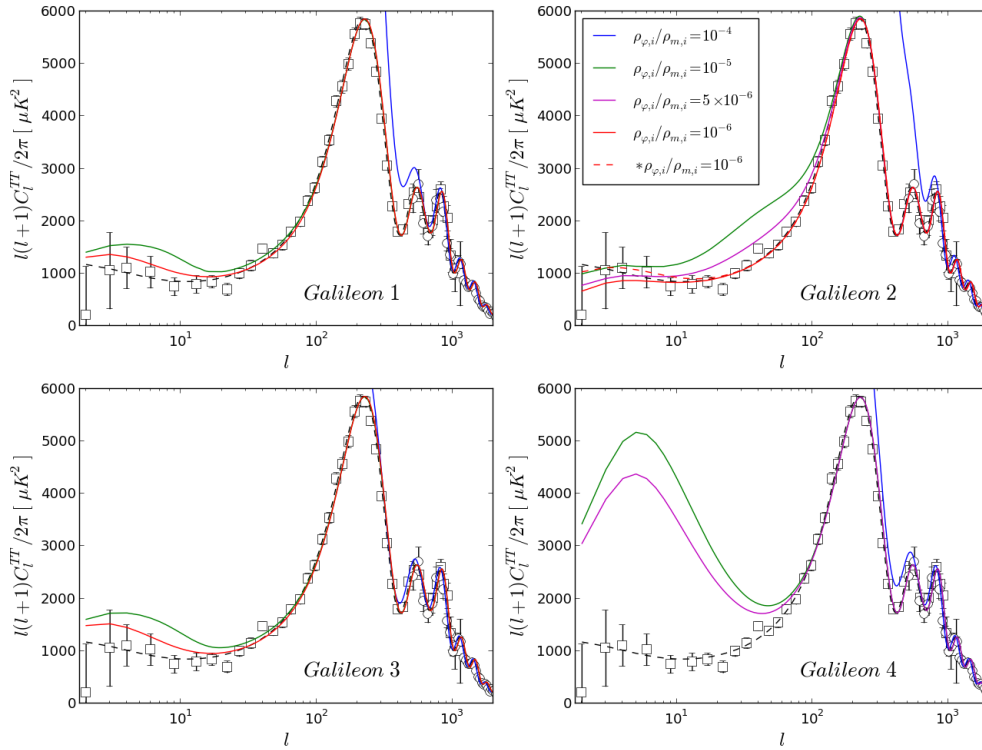 6000
5000
4000
3000
2000
1000
0
l(l+1)C_l^{TT}/2π [ μK^2 ]
10^1
10^2
10^3
l
Galileon 1
6000
5000
4000
3000
2000
1000
0
l(l+1)C_l^{TT}/2π [ μK^2 ]
10^1
10^2
10^3
l
Galileon 2
ρ_{φ,i}/ρ_{m,i}=10^{-4}
ρ_{φ,i}/ρ_{m,i}=10^{-5}
ρ_{φ,i}/ρ_{m,i}=5×10^{-6}
ρ_{φ,i}/ρ_{m,i}=10^{-6}
*ρ_{φ,i}/ρ_{m,i}=10^{-6}
6000
5000
4000
3000
2000
1000
0
l(l+1)C_l^{TT}/2π [ μK^2 ]
10^1
10^2
10^3
l
Galileon 3
6000
5000
4000
3000
2000
1000
0
l(l+1)C_l^{TT}/2π [ μK^2 ]
10^1
10^2
10^3
l
Galileon 4